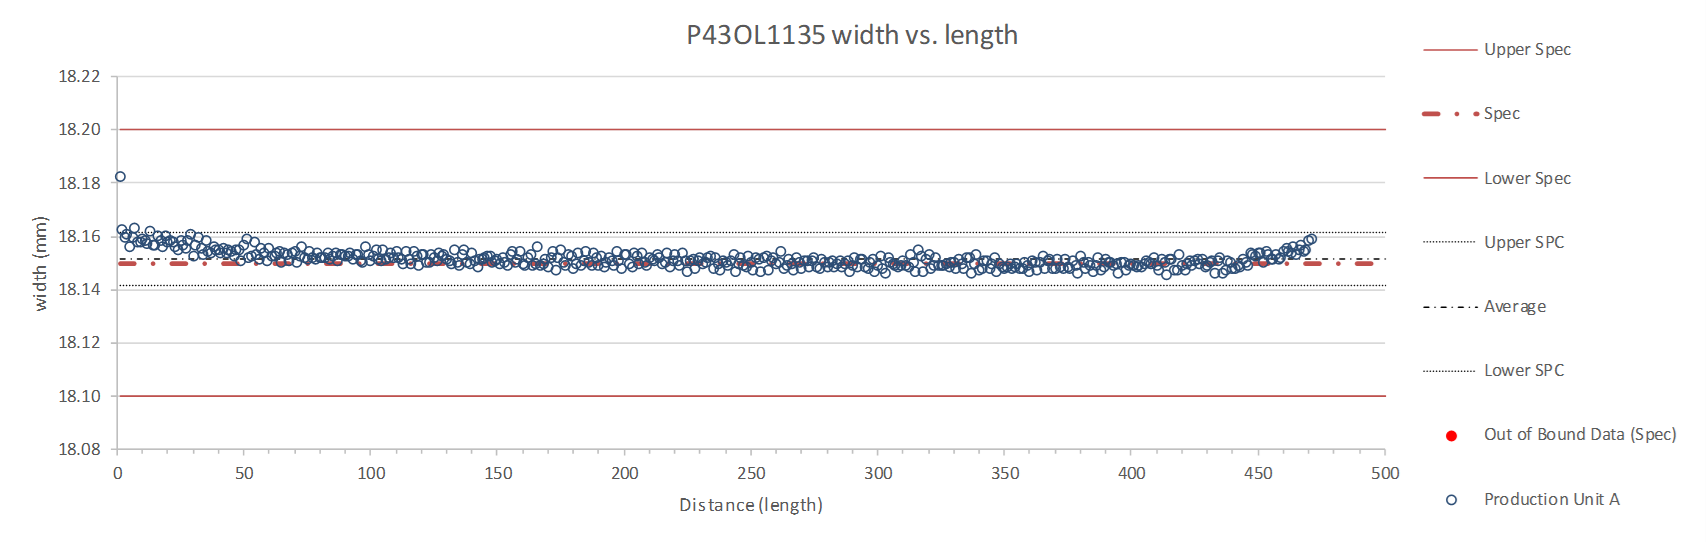 P43OL1135 width vs. length
Upper Spec
Spec
Lower Spec
Upper SPC
Average
Lower SPC
Out of Bound Data (Spec)
Production Unit A
width (mm)
18.22
18.20
18.18
18.16
18.14
18.12
18.10
18.08
0 50 100 150 200 250 300 350 400 450 500
Distance (length)